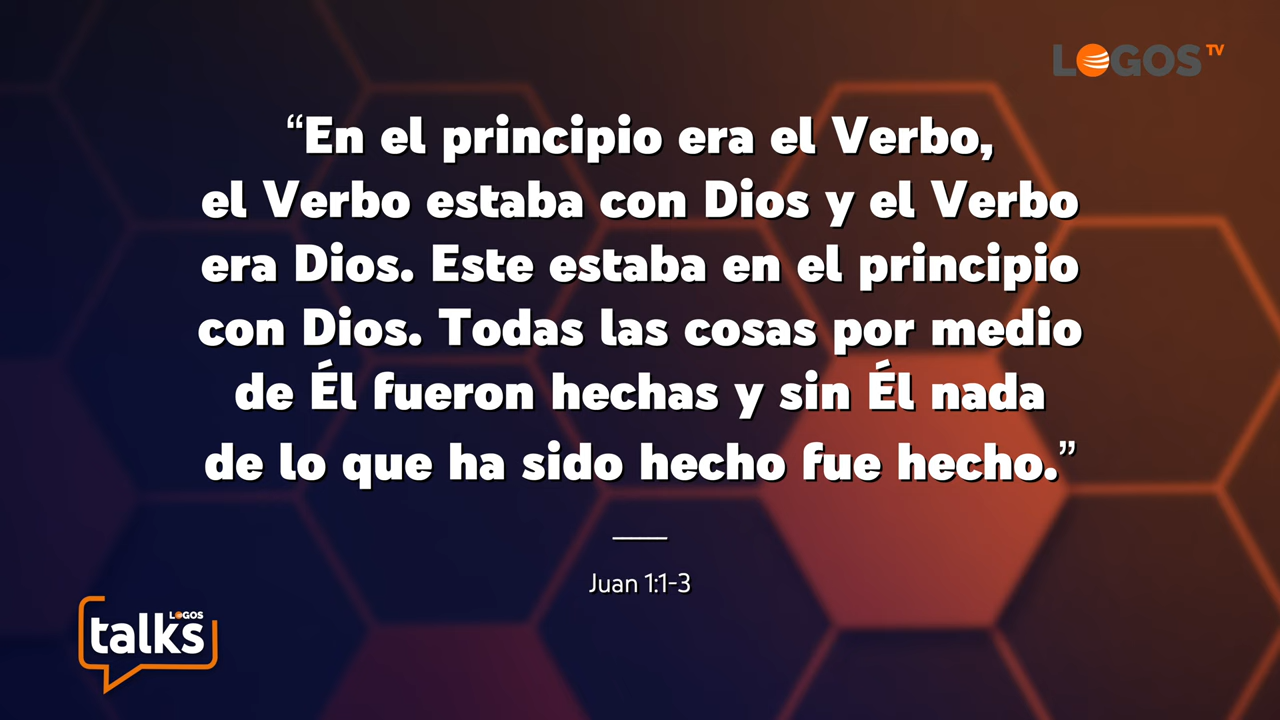 LOGOS TV
“En el principio era el Verbo,
el Verbo estaba con Dios y el Verbo
era Dios. Este estaba en el principio
con Dios. Todas las cosas por medio
de Él fueron hechas y sin Él nada
de lo que ha sido hecho fue hecho.”
Juan 1:1-3
LOGOS
talks